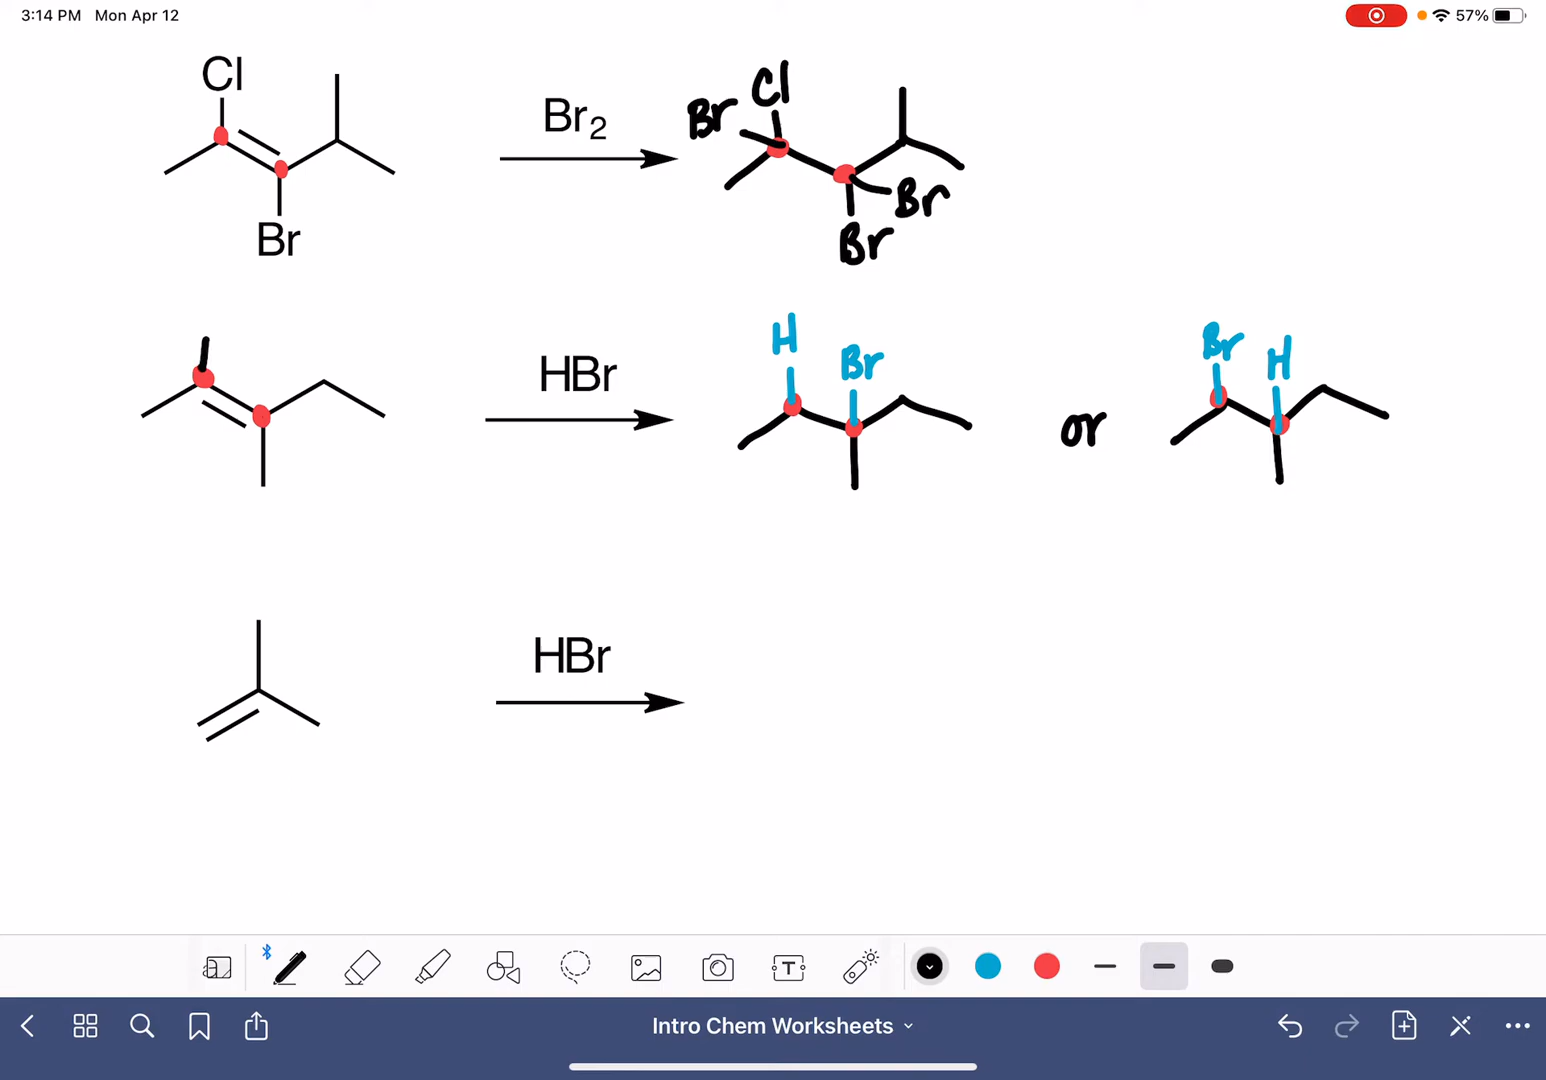 3:14 PM Mon Apr 12
57%
Cl
Br
Br₂
Br Cl
Br
Br
HBr
H
Br
or
Br
H
HBr
a
T
Intro Chem Worksheets